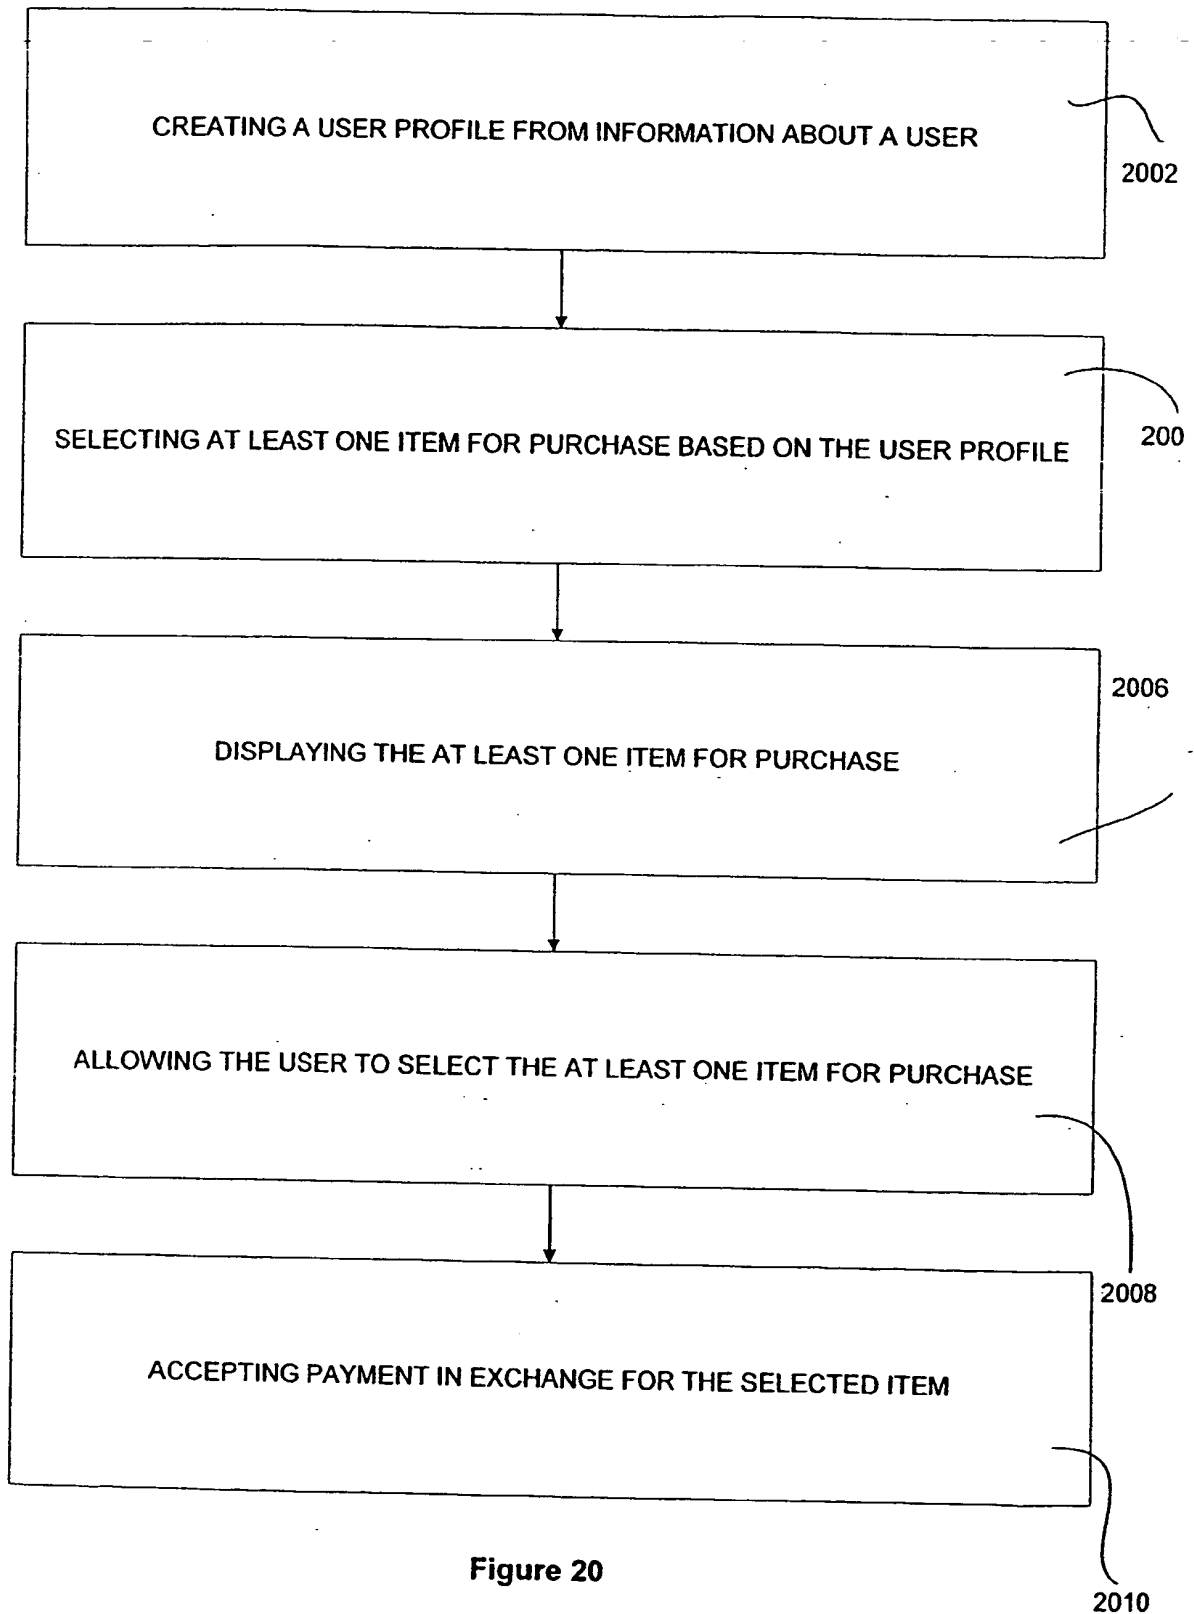 CREATING A USER PROFILE FROM INFORMATION ABOUT A USER
2002
SELECTING AT LEAST ONE ITEM FOR PURCHASE BASED ON THE USER PROFILE
200
2006
DISPLAYING THE AT LEAST ONE ITEM FOR PURCHASE
ALLOWING THE USER TO SELECT THE AT LEAST ONE ITEM FOR PURCHASE
2008
ACCEPTING PAYMENT IN EXCHANGE FOR THE SELECTED ITEM
Figure 20
2010